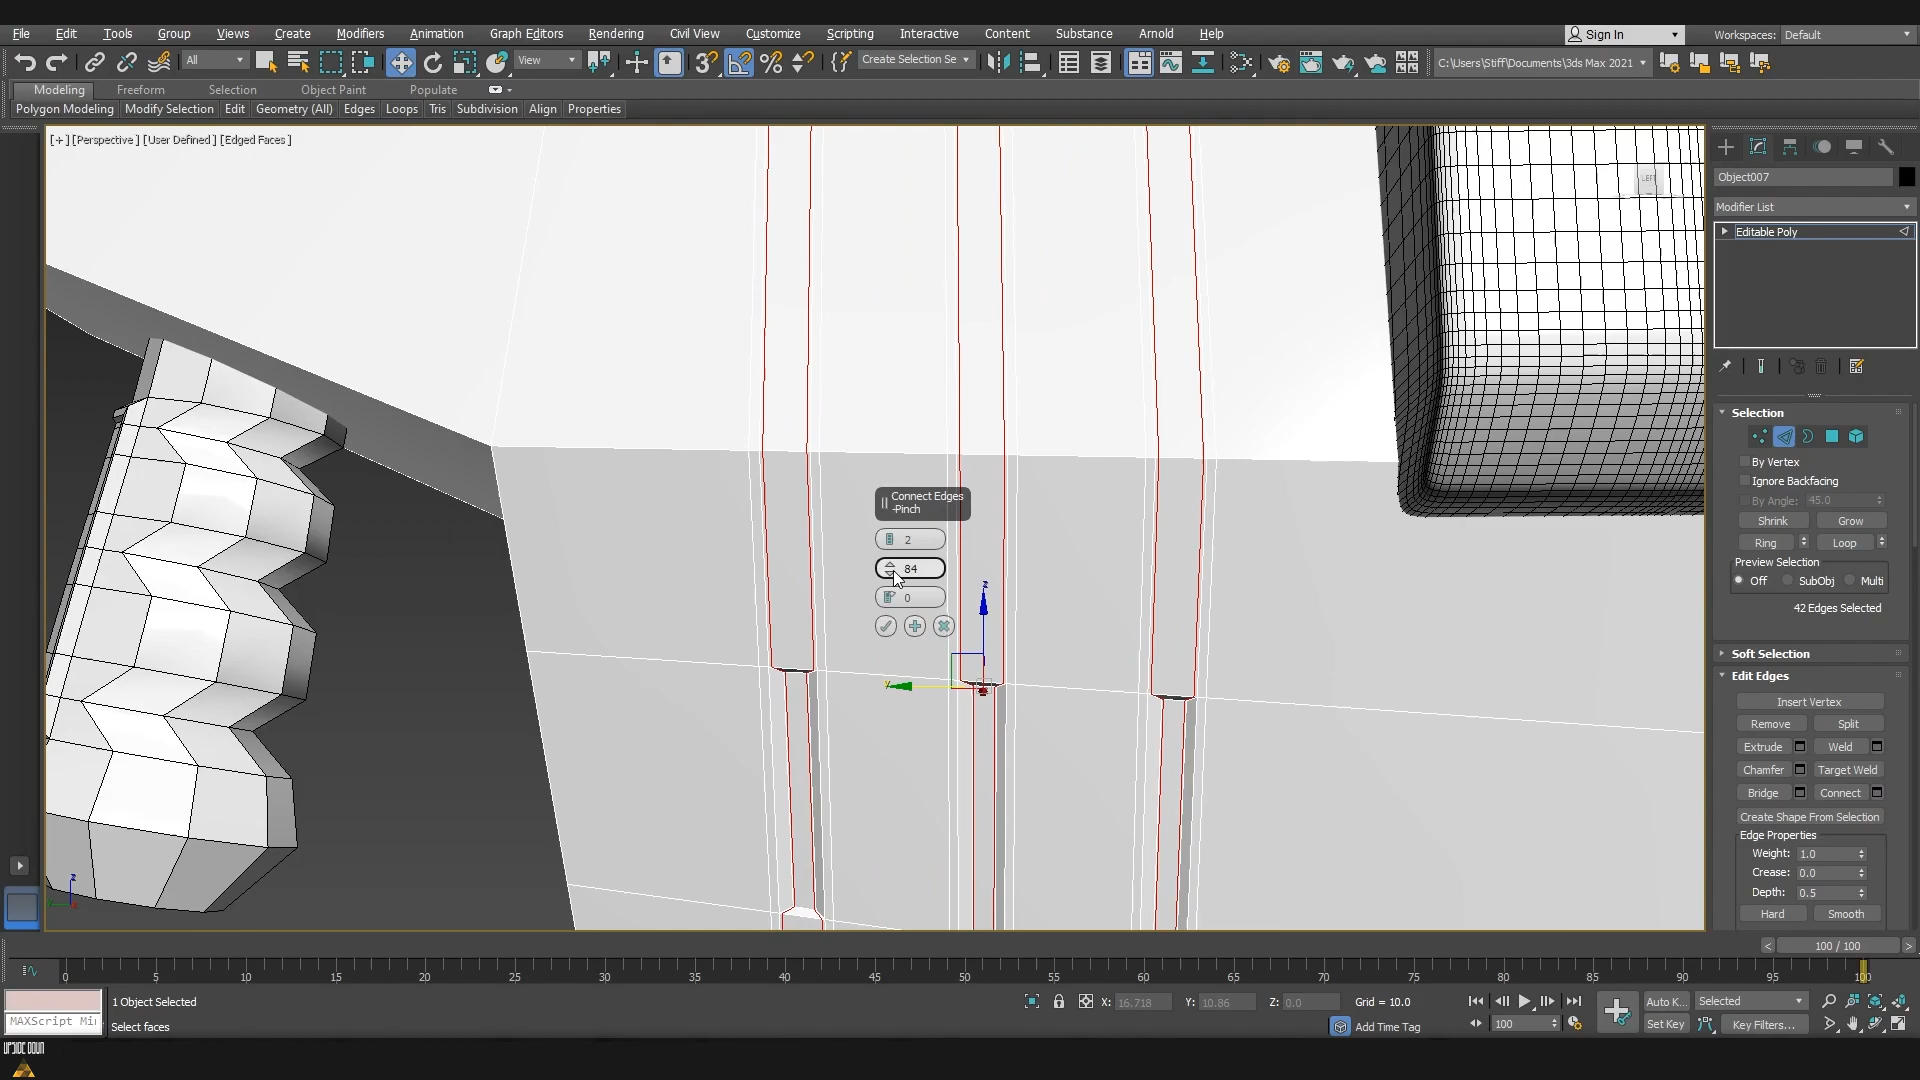 File Edit Tools Group Views Create Modifiers Animation Graph Editors Rendering Civil View Customize Scripting Interactive Content Substance Arnold Help Sign In Workspaces: Default
All View Create Selection Se C:\Users\Stiff\Documents\3ds Max 2021
Modeling Freeform Selection Object Paint Populate
Polygon Modeling Modify Selection Edit Geometry (All) Edges Loops Tris Subdivision Align Properties
[+] [Perspective] [User Defined] [Edged Faces]
LEFT
Object007
Modifier List
Editable Poly
Selection
By Vertex
Ignore Backfacing
By Angle: 45.0
Shrink Grow
Ring Loop
Preview Selection
Off SubObj Multi
42 Edges Selected
Soft Selection
Edit Edges
Insert Vertex
Remove Split
Extrude Weld
Chamfer Target Weld
Bridge Connect
Create Shape From Selection
Edge Properties
Weight: 1.0
Crease: 0.0
Depth: 0.5
Hard Smooth
Connect Edges
-Pinch
2
84
0
z
y
z
< 100 / 100 >
0 5 10 15 20 25 30 35 40 45 50 55 60 65 70 75 80 85 90 95 100
1 Object Selected X: 16.718 Y: 10.86 Z: 0.0 Grid = 10.0 Auto K... Selected
MAXScript Mi
Select faces Add Time Tag 100 Set Key Key Filters...
UPSIDE DOWN